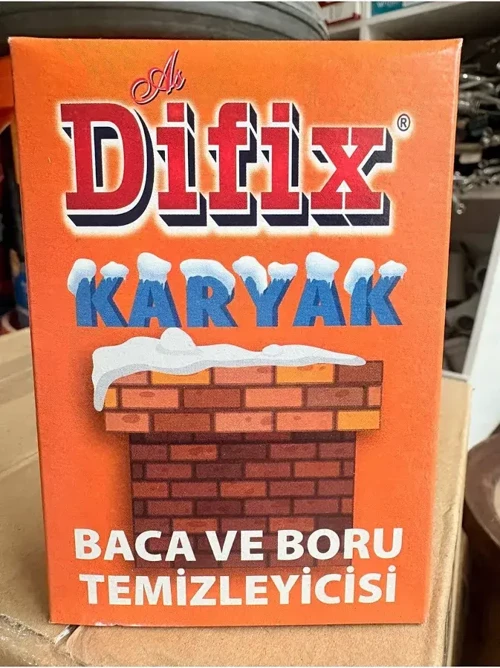 As
Difix®
KARYAK
BACA VE BORU
TEMİZLEYİCİSİ